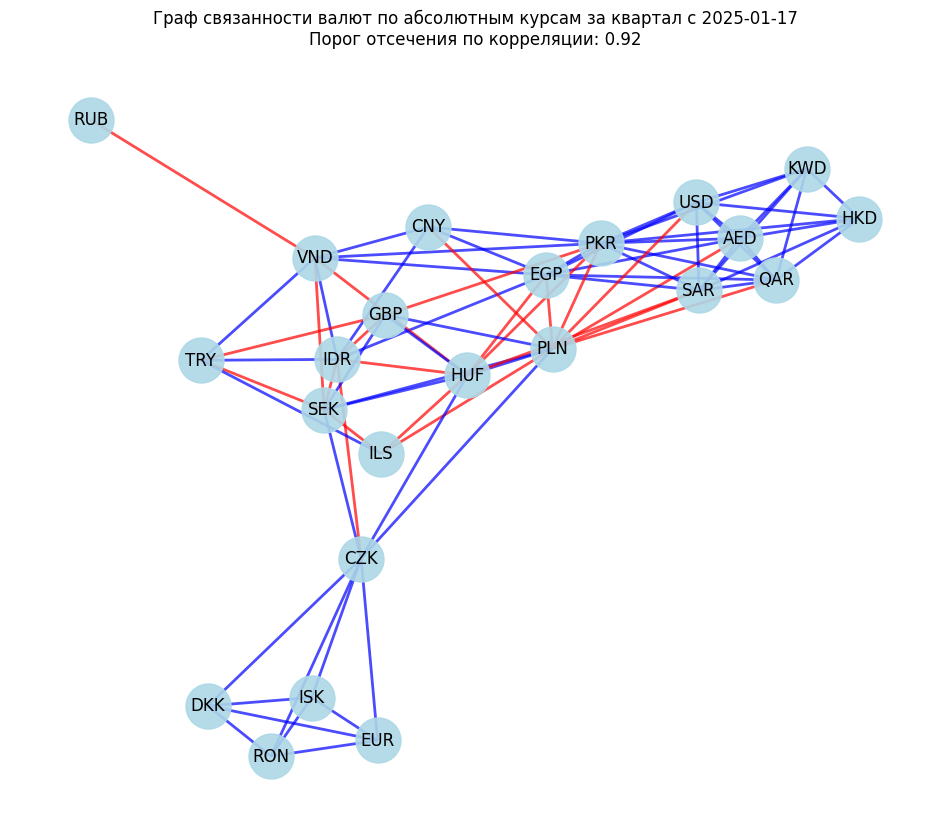 Граф связанности валют по абсолютным курсам за квартал с 2025-01-17
Порог отсечения по корреляции: 0.92
RUB
KWD
USD
HKD
CNY
AED
PKR
VND
EGP
QAR
SAR
GBP
PLN
TRY
IDR
HUF
SEK
ILS
CZK
ISK
DKK
EUR
RON